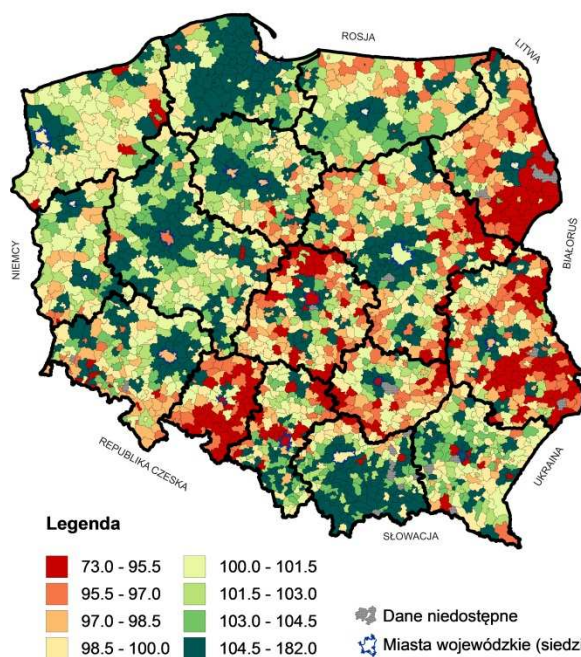 ROSJA
LITWA
NIEMCY
BIAŁORUŚ
REPUBLIKA CZESKA
UKRAINA
SŁOWACJA
Legenda
73.0 - 95.5
95.5 - 97.0
97.0 - 98.5
98.5 - 100.0
100.0 - 101.5
101.5 - 103.0
103.0 - 104.5
104.5 - 182.0
Dane niedostępne
Miasta wojewódzkie (siedz